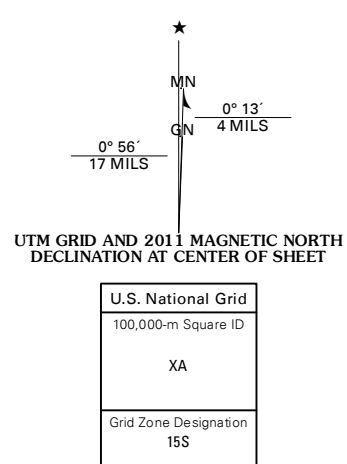 ★
MN
0° 13´
4 MILS
GN
0° 56´
17 MILS
UTM GRID AND 2011 MAGNETIC NORTH
DECLINATION AT CENTER OF SHEET
U.S. National Grid
100,000-m Square ID
XA
Grid Zone Designation
15S